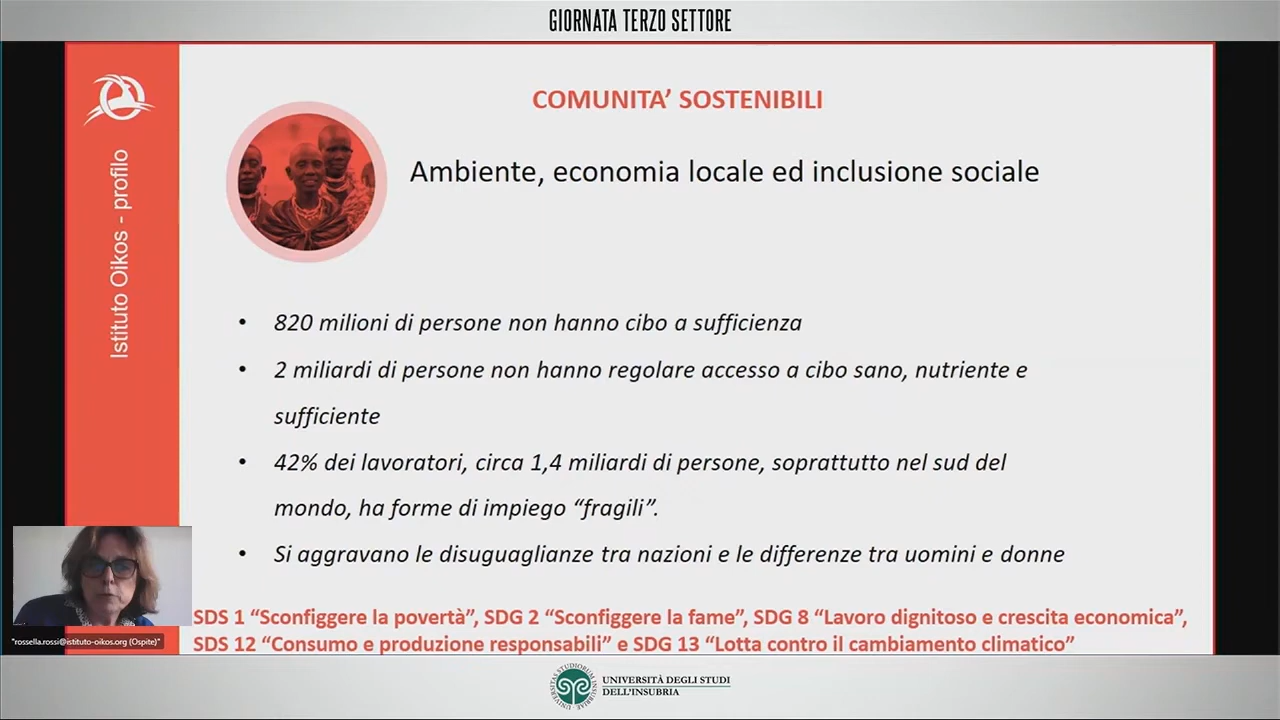 GIORNATA TERZO SETTORE
Istituto Oikos - profilo
COMUNITA’ SOSTENIBILI
Ambiente, economia locale ed inclusione sociale
• 820 milioni di persone non hanno cibo a sufficienza
• 2 miliardi di persone non hanno regolare accesso a cibo sano, nutriente e
sufficiente
• 42% dei lavoratori, circa 1,4 miliardi di persone, soprattutto nel sud del
mondo, ha forme di impiego “fragili”.
• Si aggravano le disuguaglianze tra nazioni e le differenze tra uomini e donne
SDS 1 “Sconfiggere la povertà”, SDG 2 “Sconfiggere la fame”, SDG 8 “Lavoro dignitoso e crescita economica”,
SDS 12 “Consumo e produzione responsabili” e SDG 13 “Lotta contro il cambiamento climatico”
"rossella.rossi@istituto-oikos.org (Ospite)"
UNIVERSITÀ DEGLI STUDI
DELL'INSUBRIA